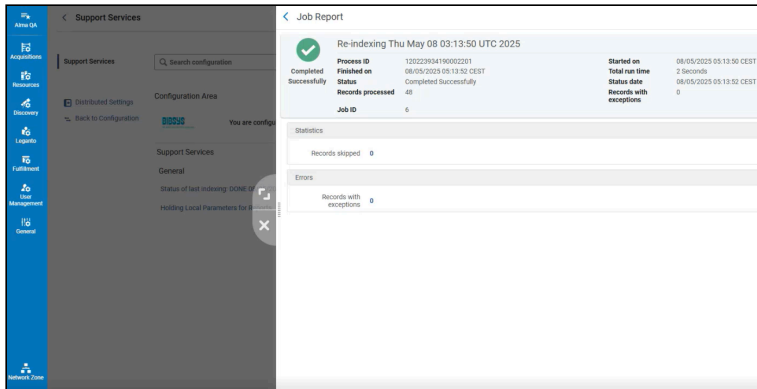 Alma QA
Acquisitions
Resources
Discovery
Leganto
Fulfillment
User
Management
General
Network Zone
Support Services
Support Services
Distributed Settings
Back to Configuration
Search configuration
Configuration Area
You are configu
Support Services
General
Status of last indexing: DONE
Holding Local Parameters for
Job Report
Completed
Successfully
Re-indexing Thu May 08 03:13:50 UTC 2025
Process ID 120223934190002201
Finished on 08/05/2025 05:13:52 CEST
Status Completed Successfully
Records processed 48
Job ID 6
Started on 08/05/2025 05:13:50 CEST
Total run time 2 Seconds
Status date 08/05/2025 05:13:52 CEST
Records with 0
exceptions
Statistics
Records skipped 0
Errors
Records with 0
exceptions